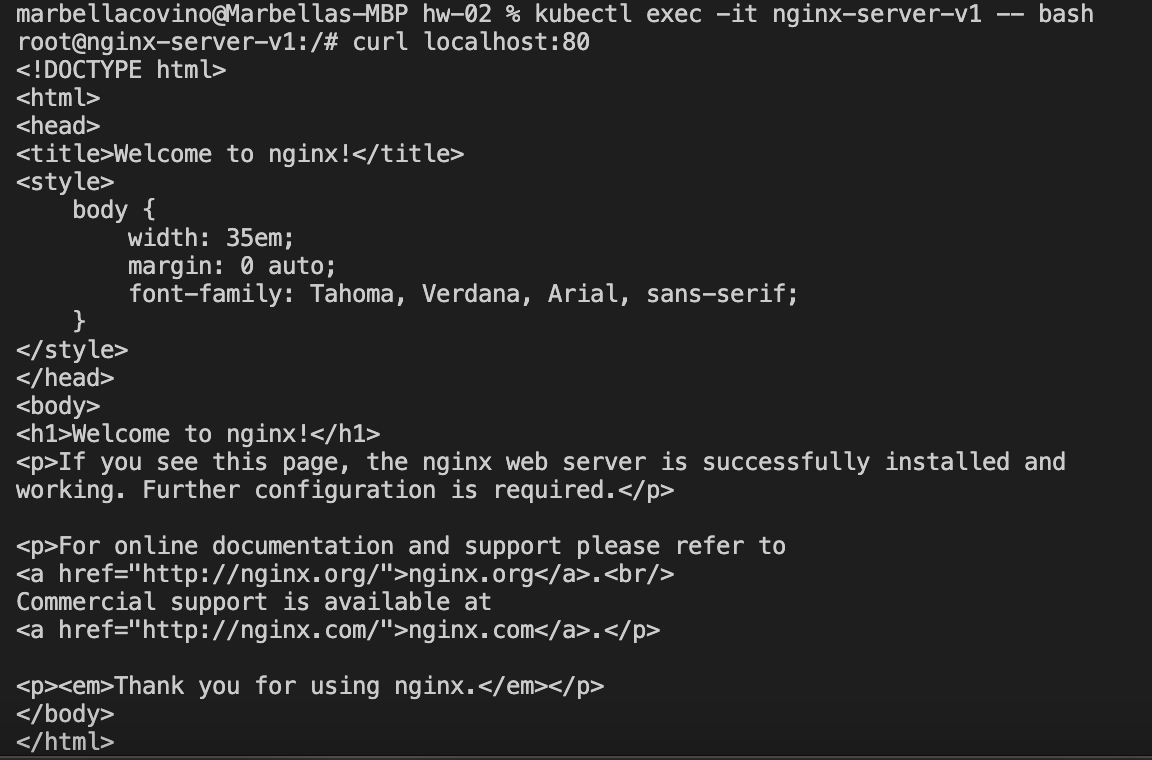 marbellacovino@Marbellas-MBP hw-02 % kubectl exec -it nginx-server-v1 -- bash
root@nginx-server-v1:/# curl localhost:80
<!DOCTYPE html>
<html>
<head>
<title>Welcome to nginx!</title>
<style>
    body {
        width: 35em;
        margin: 0 auto;
        font-family: Tahoma, Verdana, Arial, sans-serif;
    }
</style>
</head>
<body>
<h1>Welcome to nginx!</h1>
<p>If you see this page, the nginx web server is successfully installed and
working. Further configuration is required.</p>

<p>For online documentation and support please refer to
<a href="http://nginx.org/">nginx.org</a>.<br/>
Commercial support is available at
<a href="http://nginx.com/">nginx.com</a>.</p>

<p><em>Thank you for using nginx.</em></p>
</body>
</html>